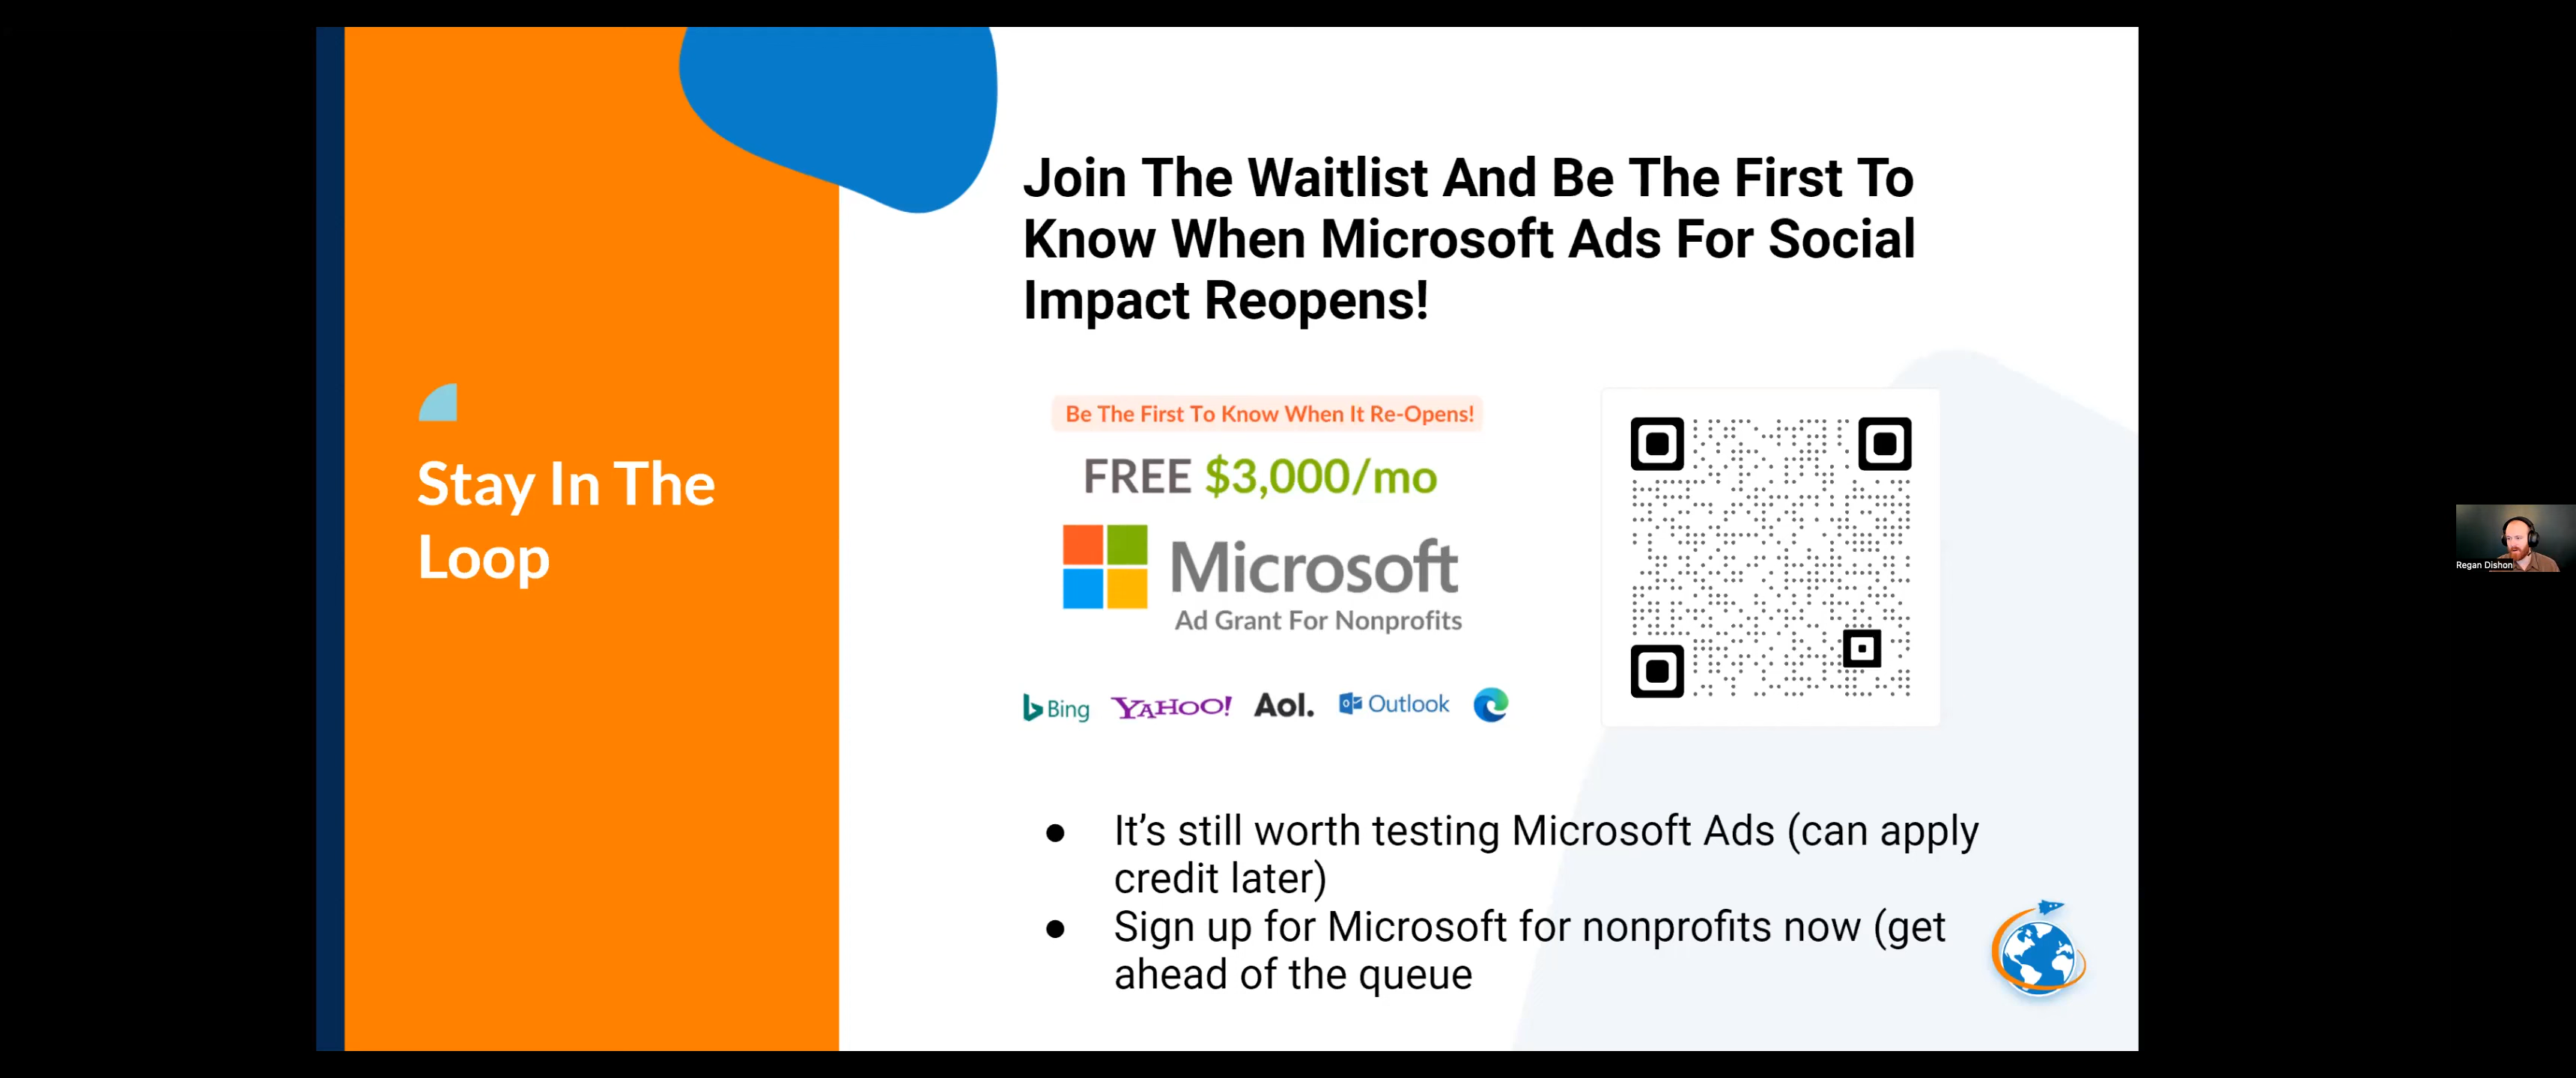 Stay In The
Loop
Join The Waitlist And Be The First To
Know When Microsoft Ads For Social
Impact Reopens!
Be The First To Know When It Re-Opens!
FREE $3,000/mo
Microsoft
Ad Grant For Nonprofits
Bing YAHOO! Aol. Outlook
● It’s still worth testing Microsoft Ads (can apply
credit later)
● Sign up for Microsoft for nonprofits now (get
ahead of the queue
Regan Dishon